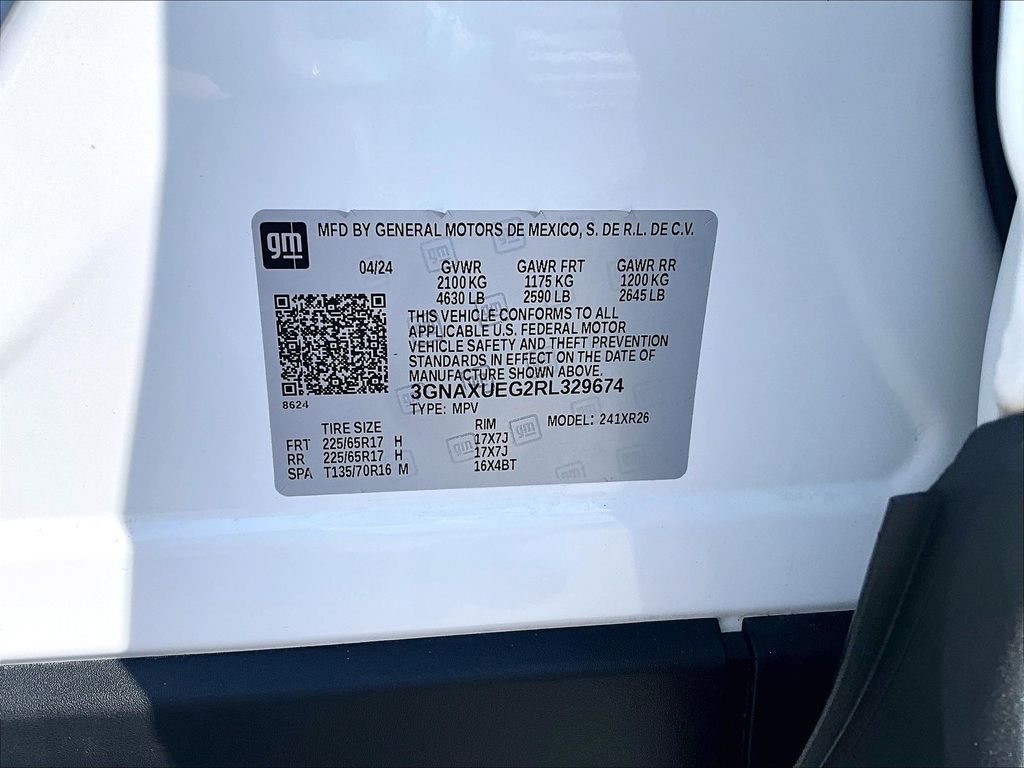 gm
MFD BY GENERAL MOTORS DE MEXICO, S. DE R.L. DE C.V.
04/24 GVWR GAWR FRT GAWR RR
2100 KG 1175 KG 1200 KG
4630 LB 2590 LB 2645 LB
THIS VEHICLE CONFORMS TO ALL
APPLICABLE U.S. FEDERAL MOTOR
VEHICLE SAFETY AND THEFT PREVENTION
STANDARDS IN EFFECT ON THE DATE OF
MANUFACTURE SHOWN ABOVE.
8624
3GNAXUEG2RL329674
TYPE: MPV MODEL: 241XR26
TIRE SIZE RIM
FRT 225/65R17 H 17X7J
RR 225/65R17 H 17X7J
SPA T135/70R16 M 16X4BT